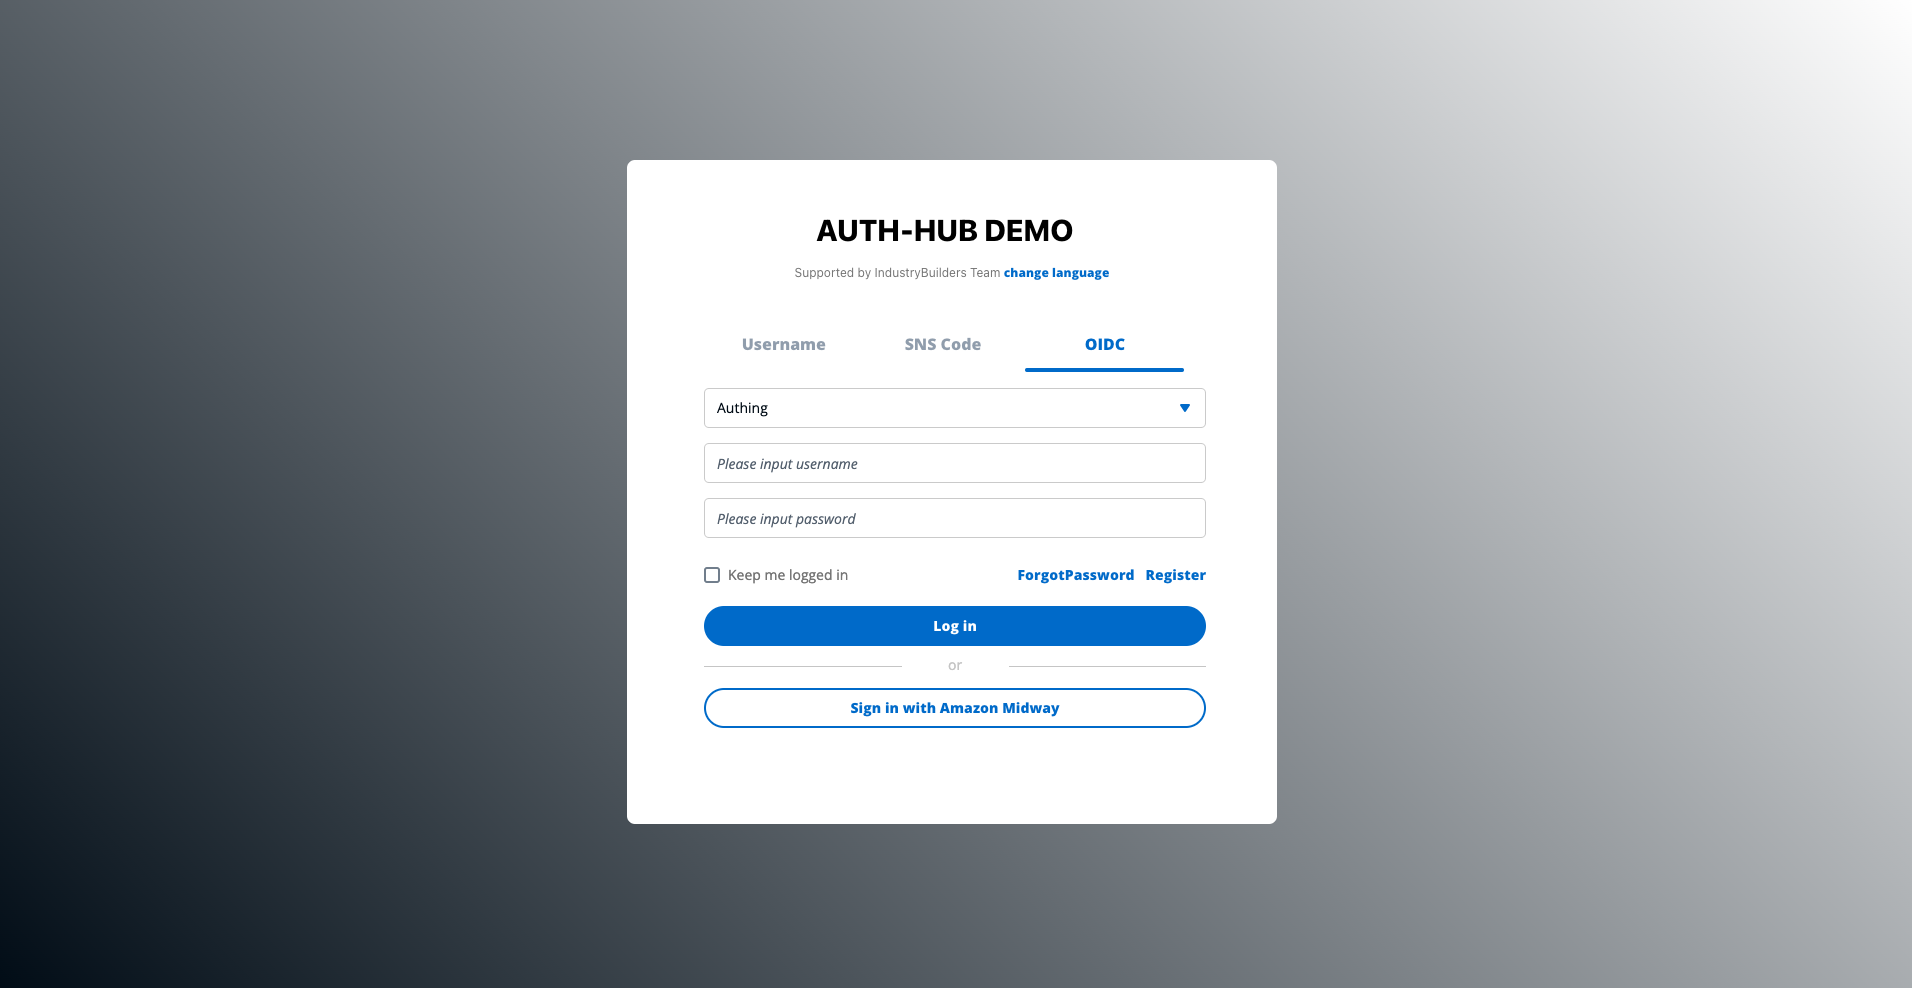 AUTH-HUB DEMO
Supported by IndustryBuilders Team change language
Username SNS Code OIDC
Authing
Please input username
Please input password
Keep me logged in ForgotPassword Register
Log in
or
Sign in with Amazon Midway